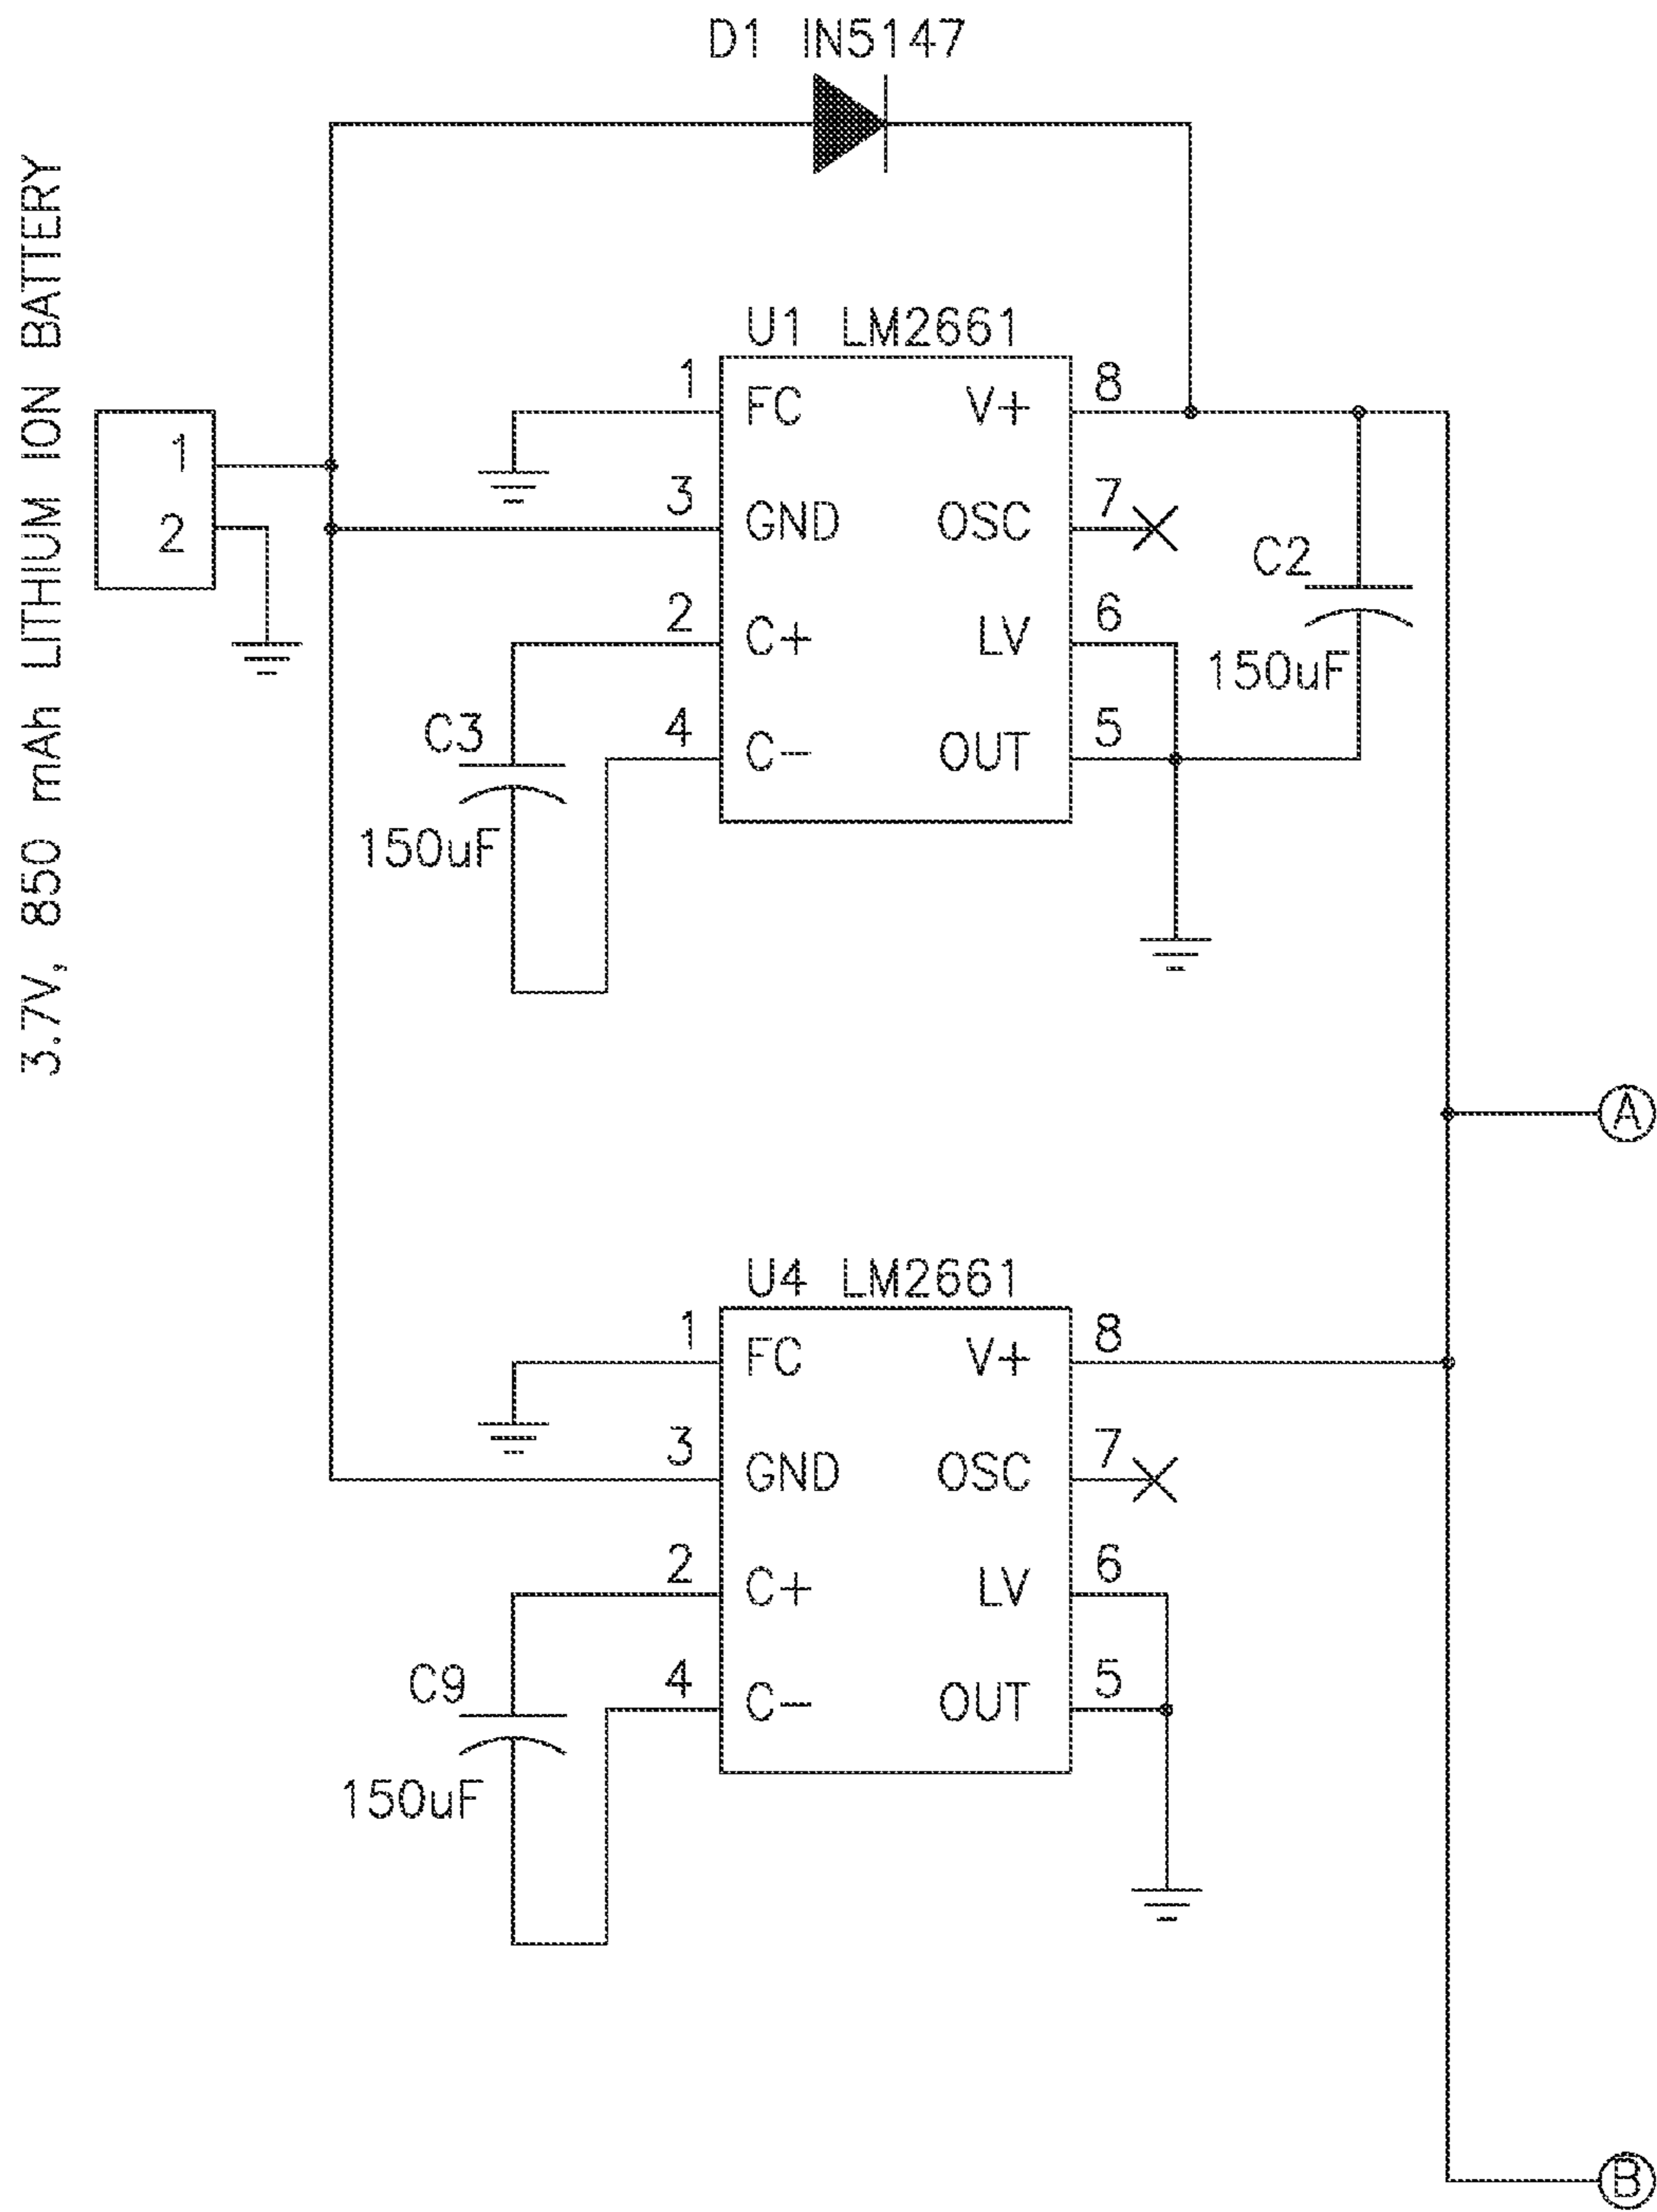 D1 IN5147
3.7V, 850 mAh LITHIUM ION BATTERY
1
2
U1 LM2661
1 FC V+ 8
3 GND OSC 7
2 C+ LV 6
4 C- OUT 5
C3
150uF
C2
150uF
A
U4 LM2661
1 FC V+ 8
3 GND OSC 7
2 C+ LV 6
4 C- OUT 5
C9
150uF
B